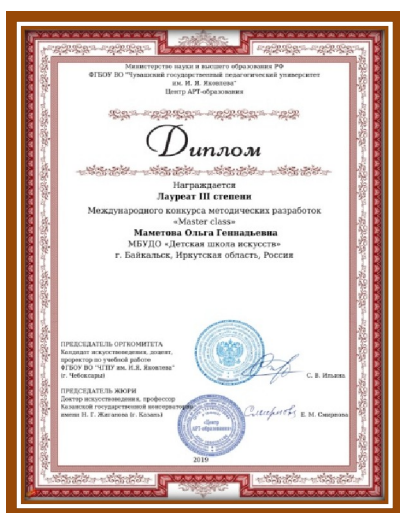 Министерство науки и высшего образования РФ
ФГБОУ ВО "Чувашский государственный педагогический университет
им. И. Я. Яковлева"
Центр АРТ-образования
Диплом
Награждается
Лауреат III степени
Международного конкурса методических разработок
«Master class»
Маметова Ольга Геннадьевна
МБУДО «Детская школа искусств»
г. Байкальск, Иркутская область, Россия
ПРЕДСЕДАТЕЛЬ ОРГКОМИТЕТА
Кандидат искусствоведения, доцент,
проректор по учебной работе
ФГБОУ ВО "ЧГПУ им. И.Я. Яковлева"
(г. Чебоксары)
С. В. Ильина
ПРЕДСЕДАТЕЛЬ ЖЮРИ
Доктор искусствоведения, профессор
Казанской государственной консерватории
имени Н. Г. Жиганова (г. Казань)
Е. М. Смирнова
«Центр
АРТ-образования»
2019